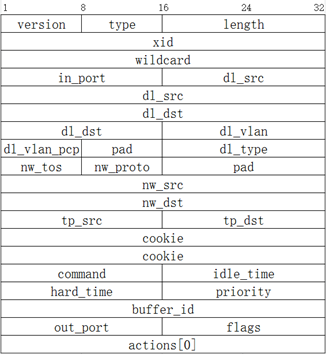 1 8 16 24 32
version type length
xid
wildcard
in_port dl_src
dl_src
dl_dst
dl_dst dl_vlan
dl_vlan_pcp pad dl_type
nw_tos nw_proto pad
nw_src
nw_dst
tp_src tp_dst
cookie
cookie
command idle_time
hard_time priority
buffer_id
out_port flags
actions[0]